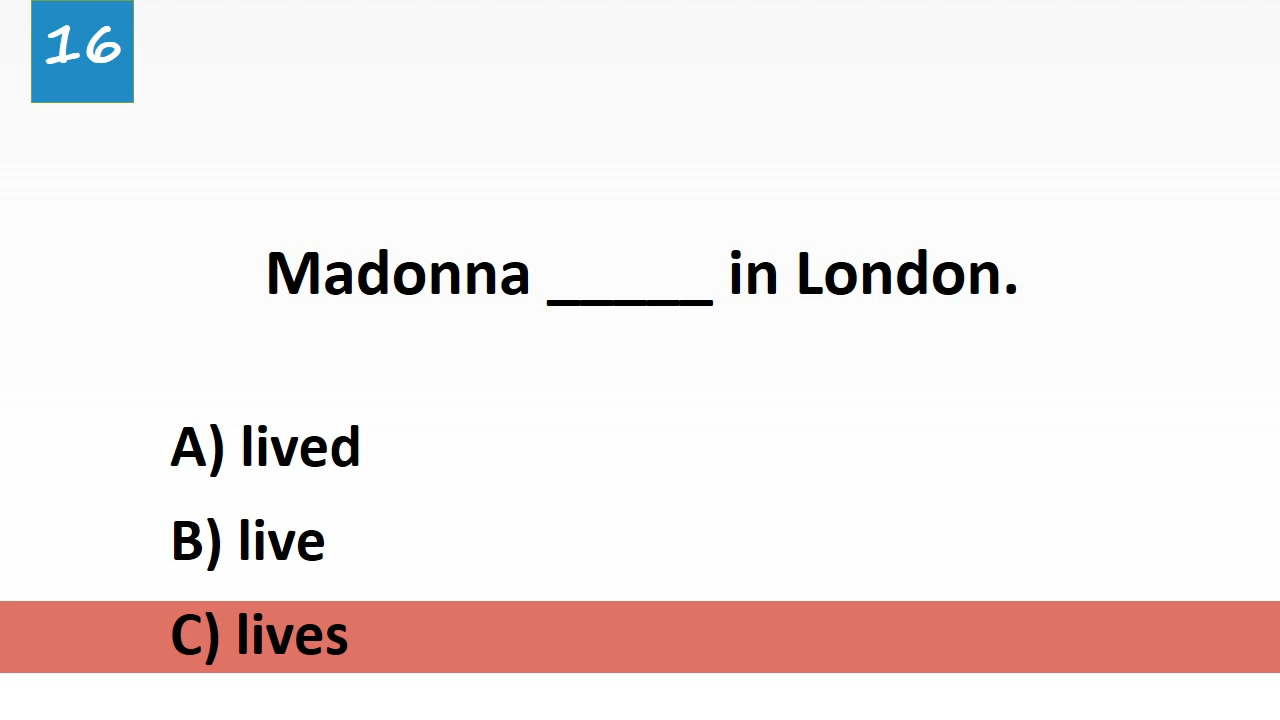 16
Madonna _____ in London.
A) lived
B) live
C) lives